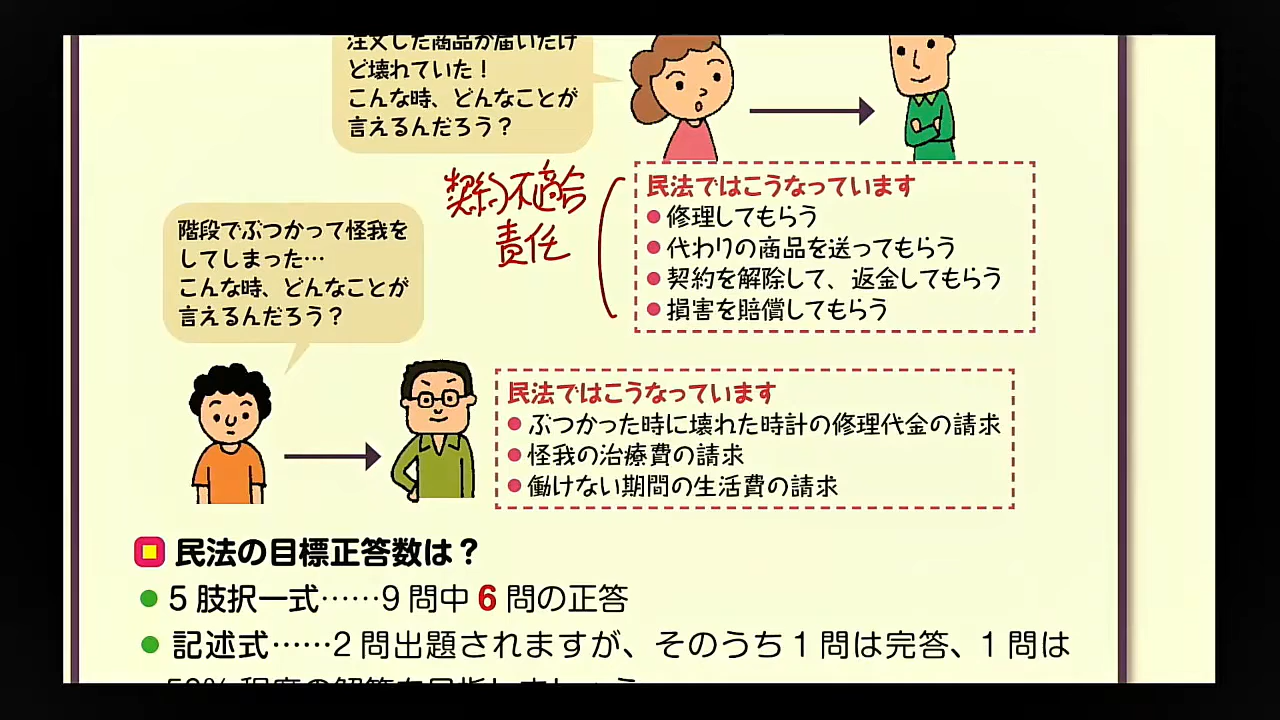 注文した商品が届いたけ
ど壊れていた！
こんな時、どんなことが
言えるんだろう？
契約不適合
責任
民法ではこうなっています
●修理してもらう
●代わりの商品を送ってもらう
●契約を解除して、返金してもらう
●損害を賠償してもらう
階段でぶつかって怪我を
してしまった…
こんな時、どんなことが
言えるんだろう？
民法ではこうなっています
●ぶつかった時に壊れた時計の修理代金の請求
●怪我の治療費の請求
●働けない期間の生活費の請求
民法の目標正答数は？
●5肢択一式……9問中6問の正答
●記述式……2問出題されますが、そのうち1問は完答、1問は